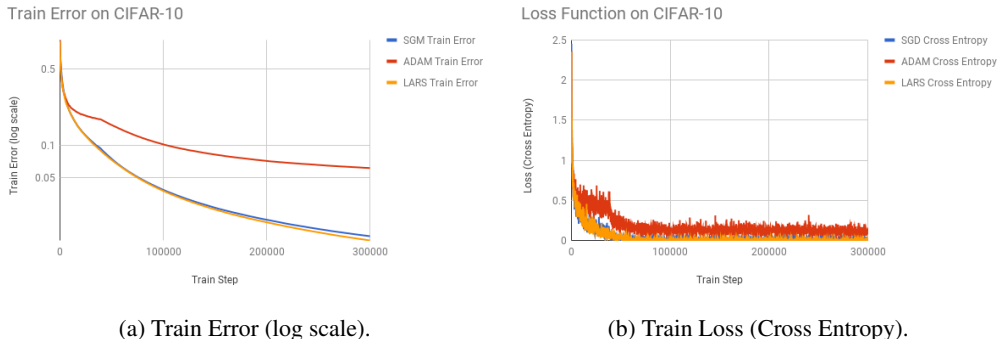 Train Error on CIFAR-10
SGM Train Error
ADAM Train Error
LARS Train Error
0.5
0.1
0.05
Train Error (log scale)
0
100000
200000
300000
Train Step
(a) Train Error (log scale).
Loss Function on CIFAR-10
SGD Cross Entropy
ADAM Cross Entropy
LARS Cross Entropy
2.5
2
1.5
1
0.5
0
Loss (Cross Entropy)
0
100000
200000
300000
Train Step
(b) Train Loss (Cross Entropy).